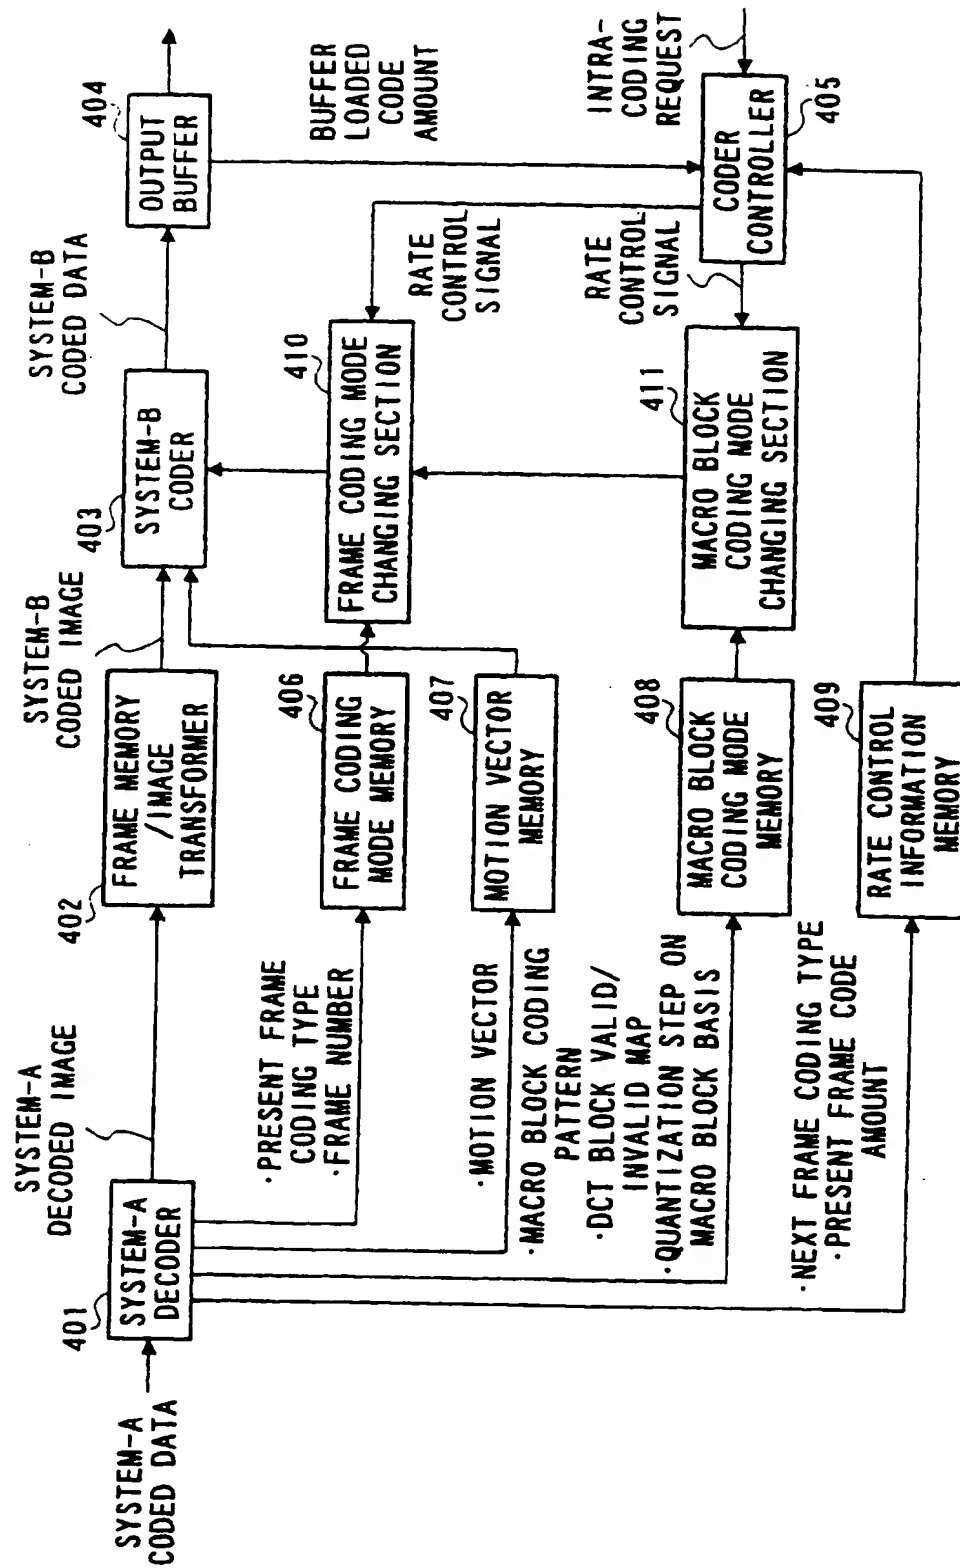 SYSTEM-A
CODED DATA
401
SYSTEM-A
DECODER
SYSTEM-A
DECODED IMAGE
402
FRAME MEMORY
/IMAGE
TRANSFORMER
SYSTEM-B
CODED IMAGE
403
SYSTEM-B
CODER
SYSTEM-B
CODED DATA
404
OUTPUT
BUFFER
BUFFER
LOADED
CODE
AMOUNT
·PRESENT FRAME
CODING TYPE
·FRAME NUMBER
406
FRAME CODING
MODE MEMORY
410
FRAME CODING MODE
CHANGING SECTION
RATE
CONTROL
SIGNAL
·MOTION VECTOR
407
MOTION VECTOR
MEMORY
·MACRO BLOCK CODING
PATTERN
·DCT BLOCK VALID/
INVALID MAP
·QUANTIZATION STEP ON
MACRO BLOCK BASIS
408
MACRO BLOCK
CODING MODE
MEMORY
411
MACRO BLOCK
CODING MODE
CHANGING SECTION
RATE
CONTROL
SIGNAL
INTRA-
CODING
REQUEST
CODER
CONTROLLER
405
·NEXT FRAME CODING TYPE
·PRESENT FRAME CODE
AMOUNT
409
RATE CONTROL
INFORMATION
MEMORY